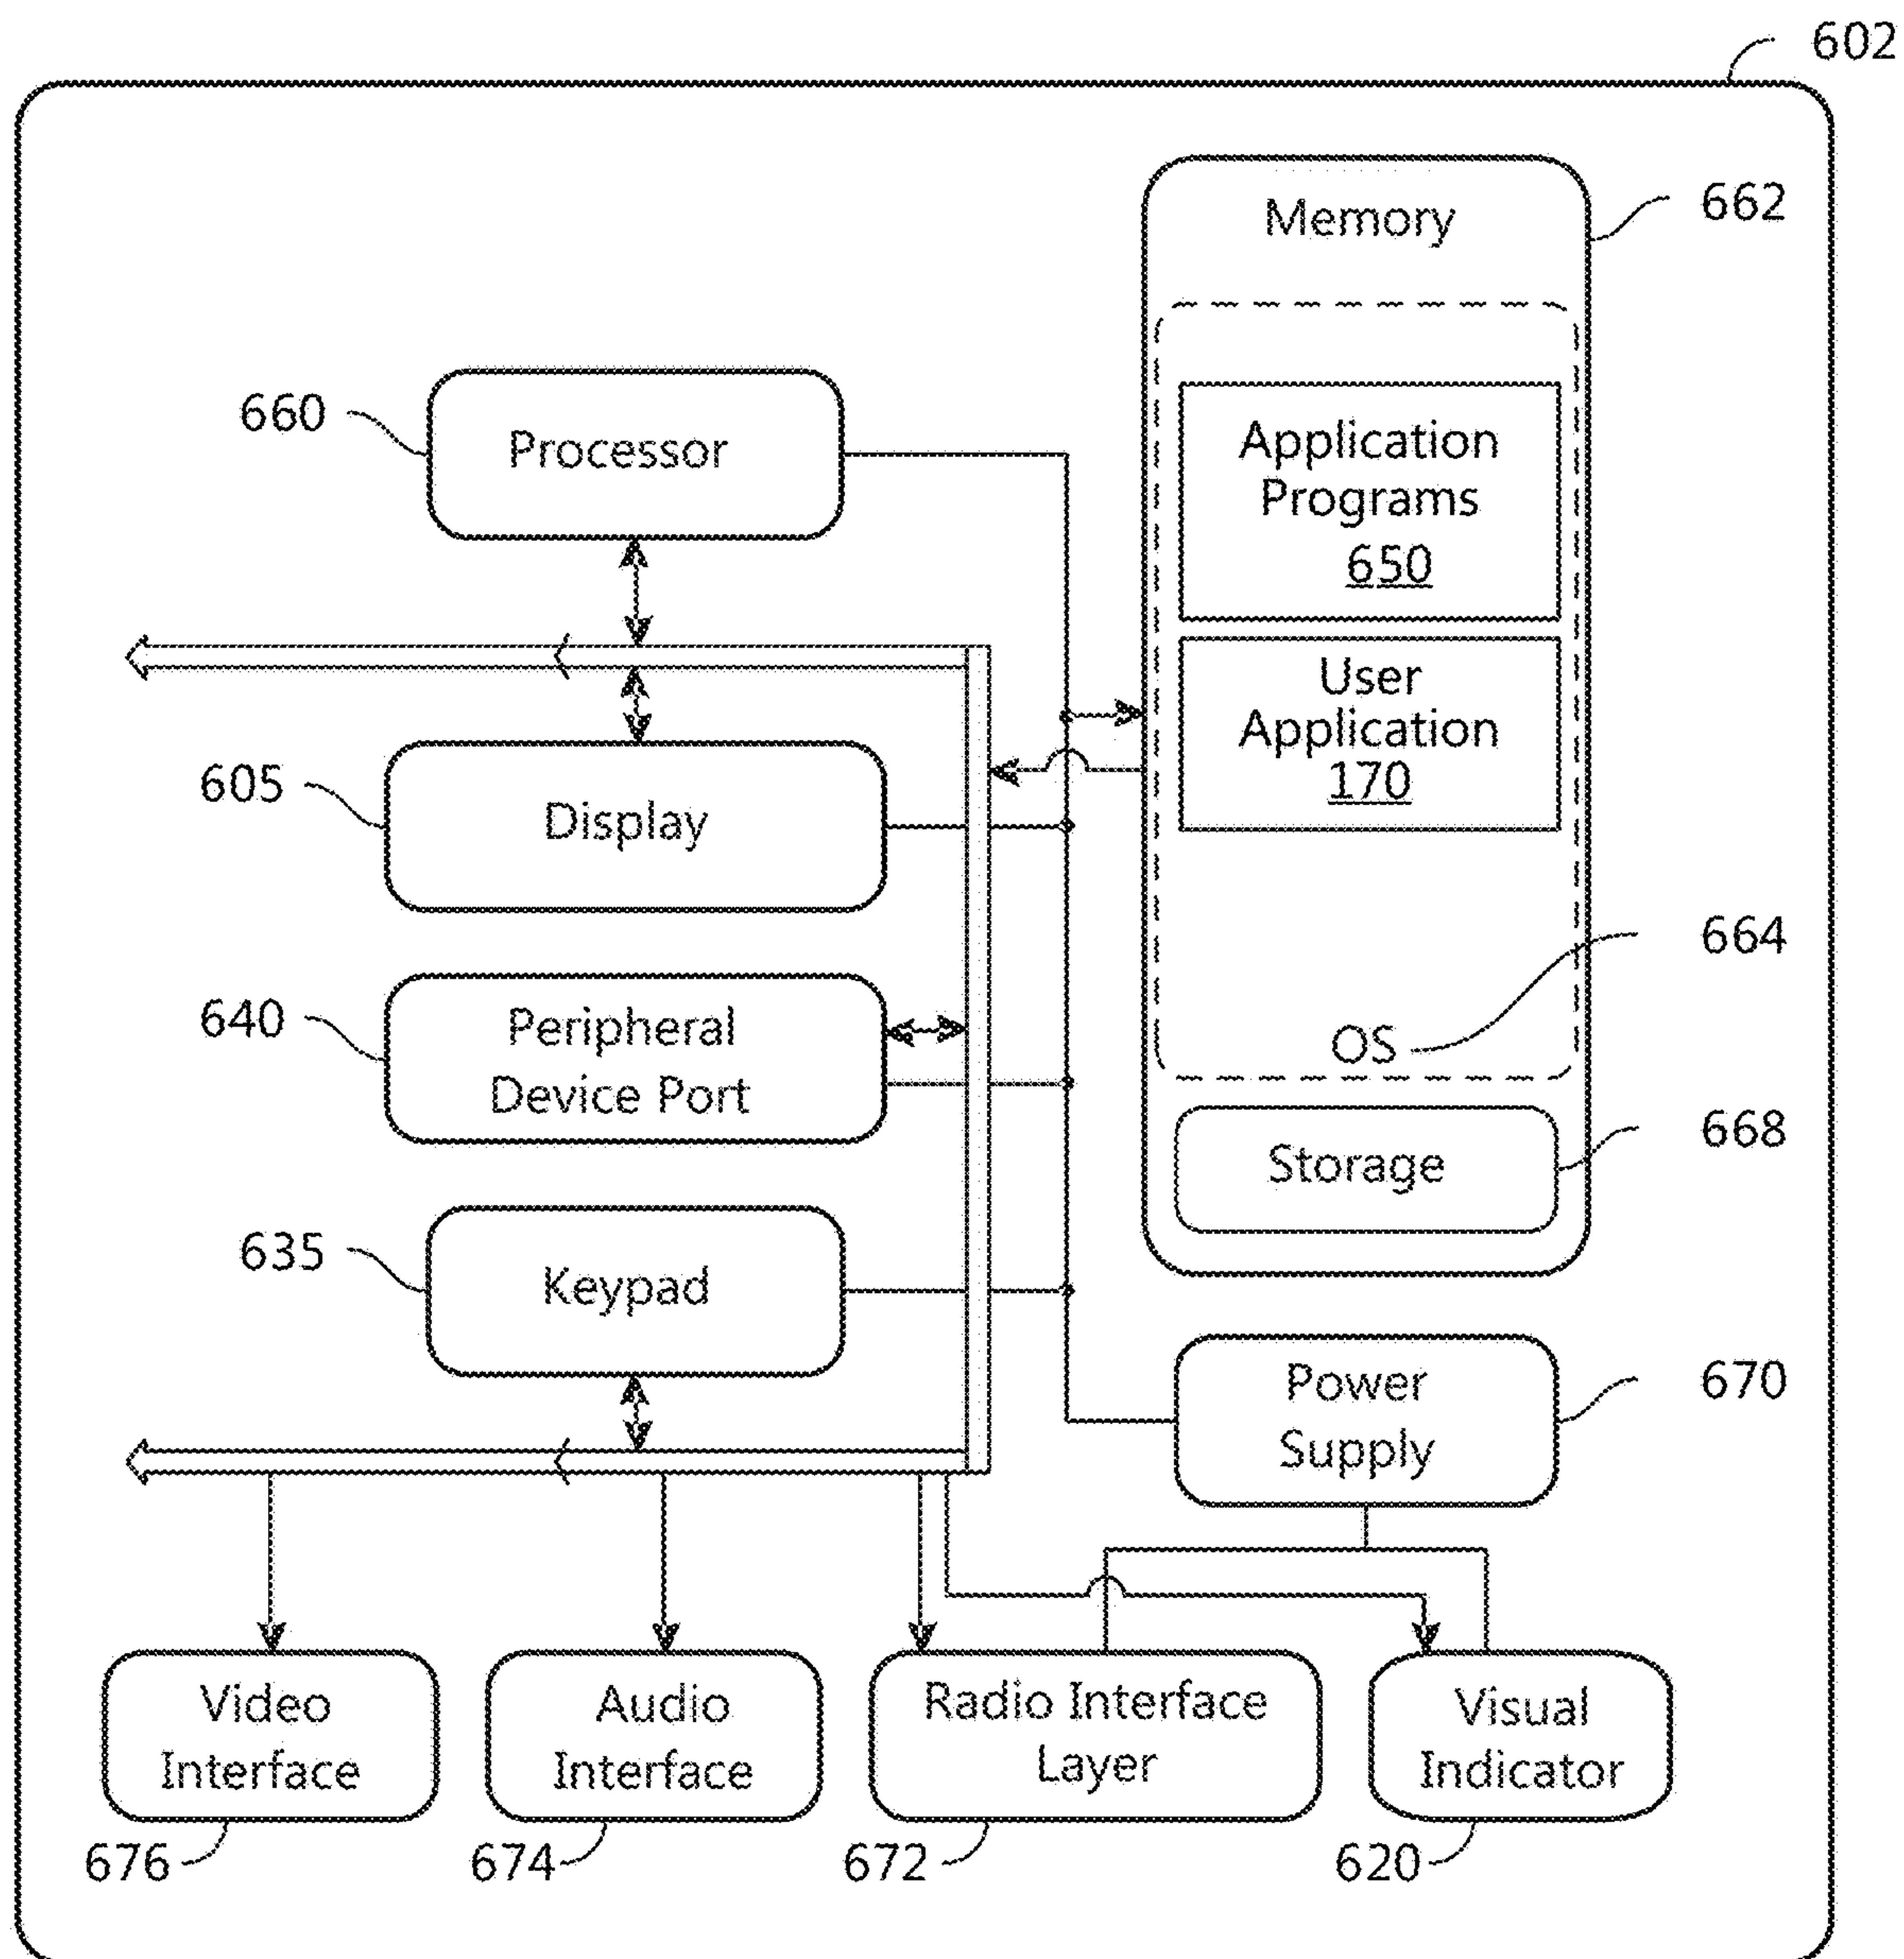 602
Memory
662
Application
Programs
650
660
Processor
User
Application
170
605
Display
664
640
Peripheral
Device Port
OS
668
Storage
635
Keypad
Power
Supply
670
Video
Interface
Audio
Interface
Radio Interface
Layer
Visual
Indicator
676
674
672
620